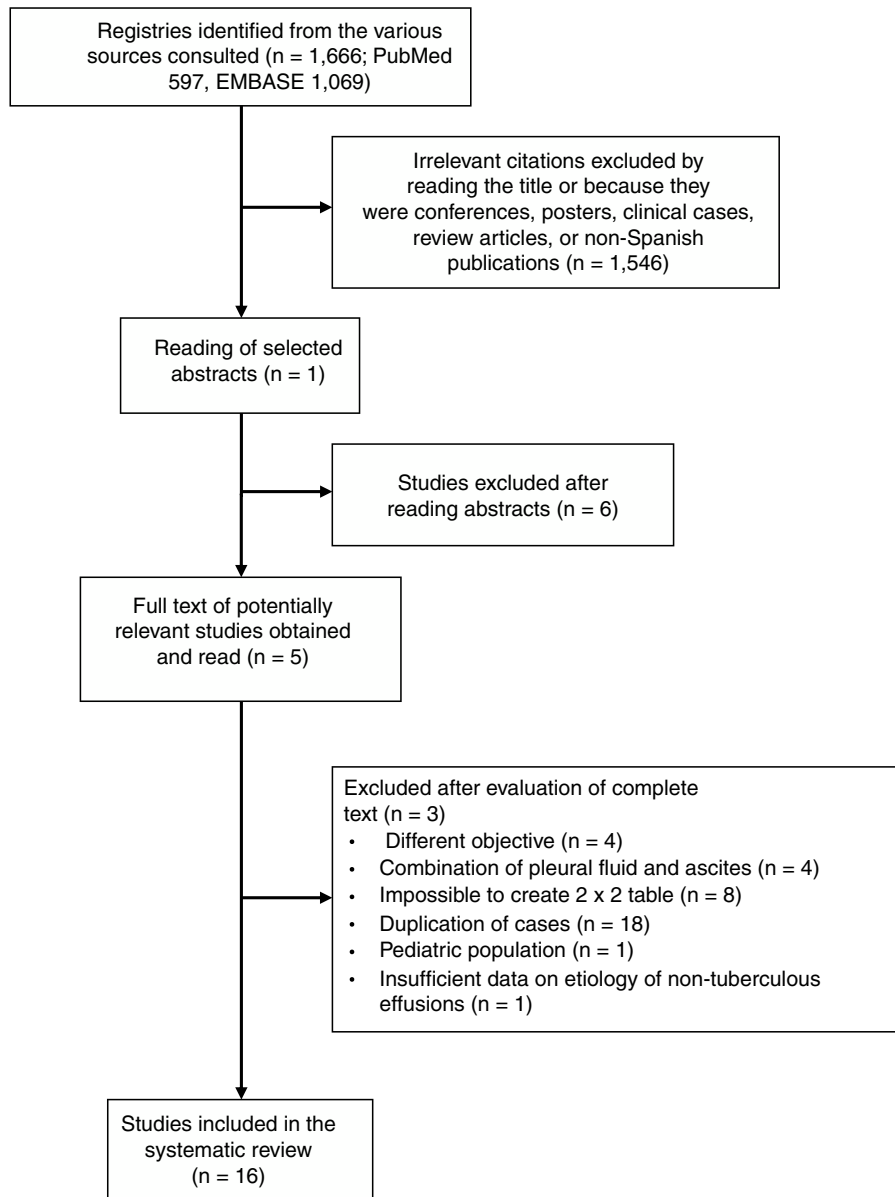 Registries identified from the various
sources consulted (n = 1,666; PubMed
597, EMBASE 1,069)
Irrelevant citations excluded by
reading the title or because they
were conferences, posters, clinical cases,
review articles, or non-Spanish
publications (n = 1,546)
Reading of selected
abstracts (n = 1)
Studies excluded after
reading abstracts (n = 6)
Full text of potentially
relevant studies obtained
and read (n = 5)
Excluded after evaluation of complete
text (n = 3)
• Different objective (n = 4)
• Combination of pleural fluid and ascites (n = 4)
• Impossible to create 2 x 2 table (n = 8)
• Duplication of cases (n = 18)
• Pediatric population (n = 1)
• Insufficient data on etiology of non-tuberculous
effusions (n = 1)
Studies included in the
systematic review
(n = 16)